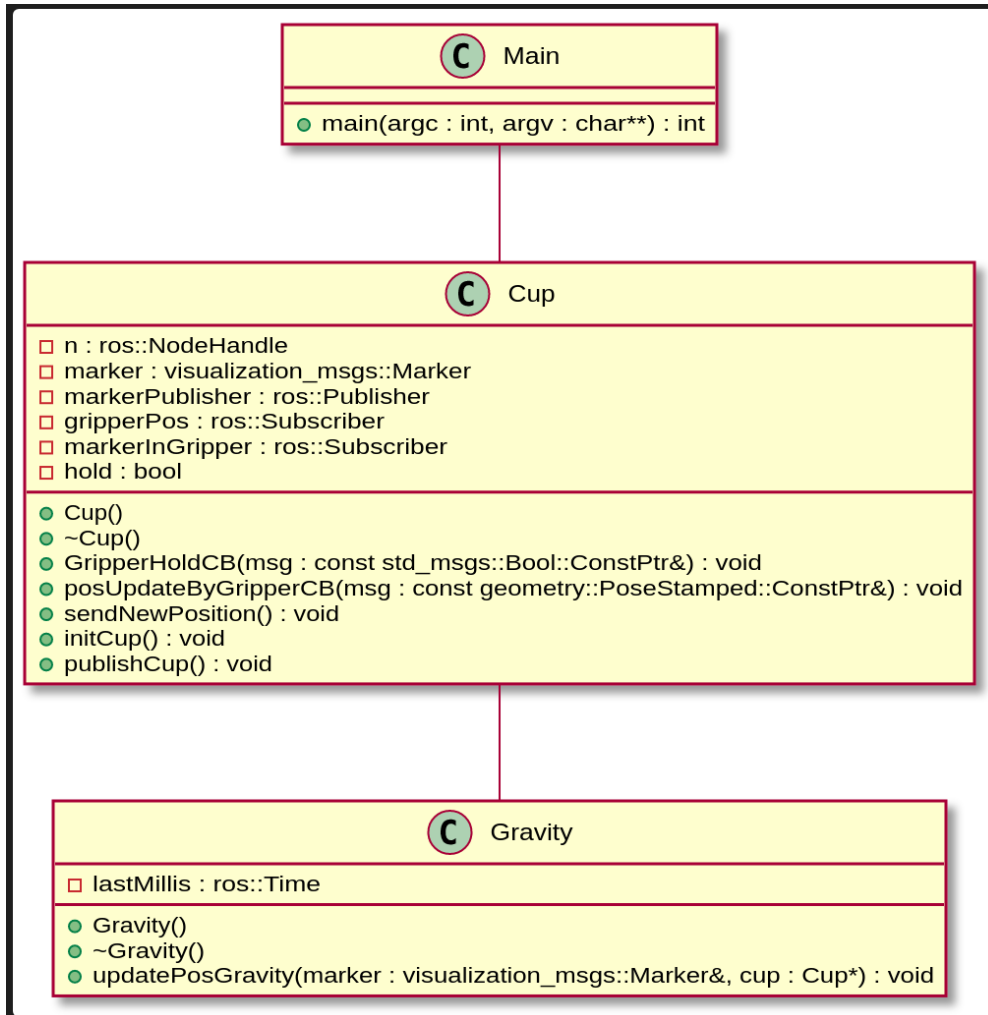 C Main
main(argc : int, argv : char**) : int
C Cup
n : ros::NodeHandle
marker : visualization_msgs::Marker
markerPublisher : ros::Publisher
gripperPos : ros::Subscriber
markerInGripper : ros::Subscriber
hold : bool
Cup()
~Cup()
GripperHoldCB(msg : const std_msgs::Bool::ConstPtr&) : void
posUpdateByGripperCB(msg : const geometry::PoseStamped::ConstPtr&) : void
sendNewPosition() : void
initCup() : void
publishCup() : void
C Gravity
lastMillis : ros::Time
Gravity()
~Gravity()
updatePosGravity(marker : visualization_msgs::Marker&, cup : Cup*) : void